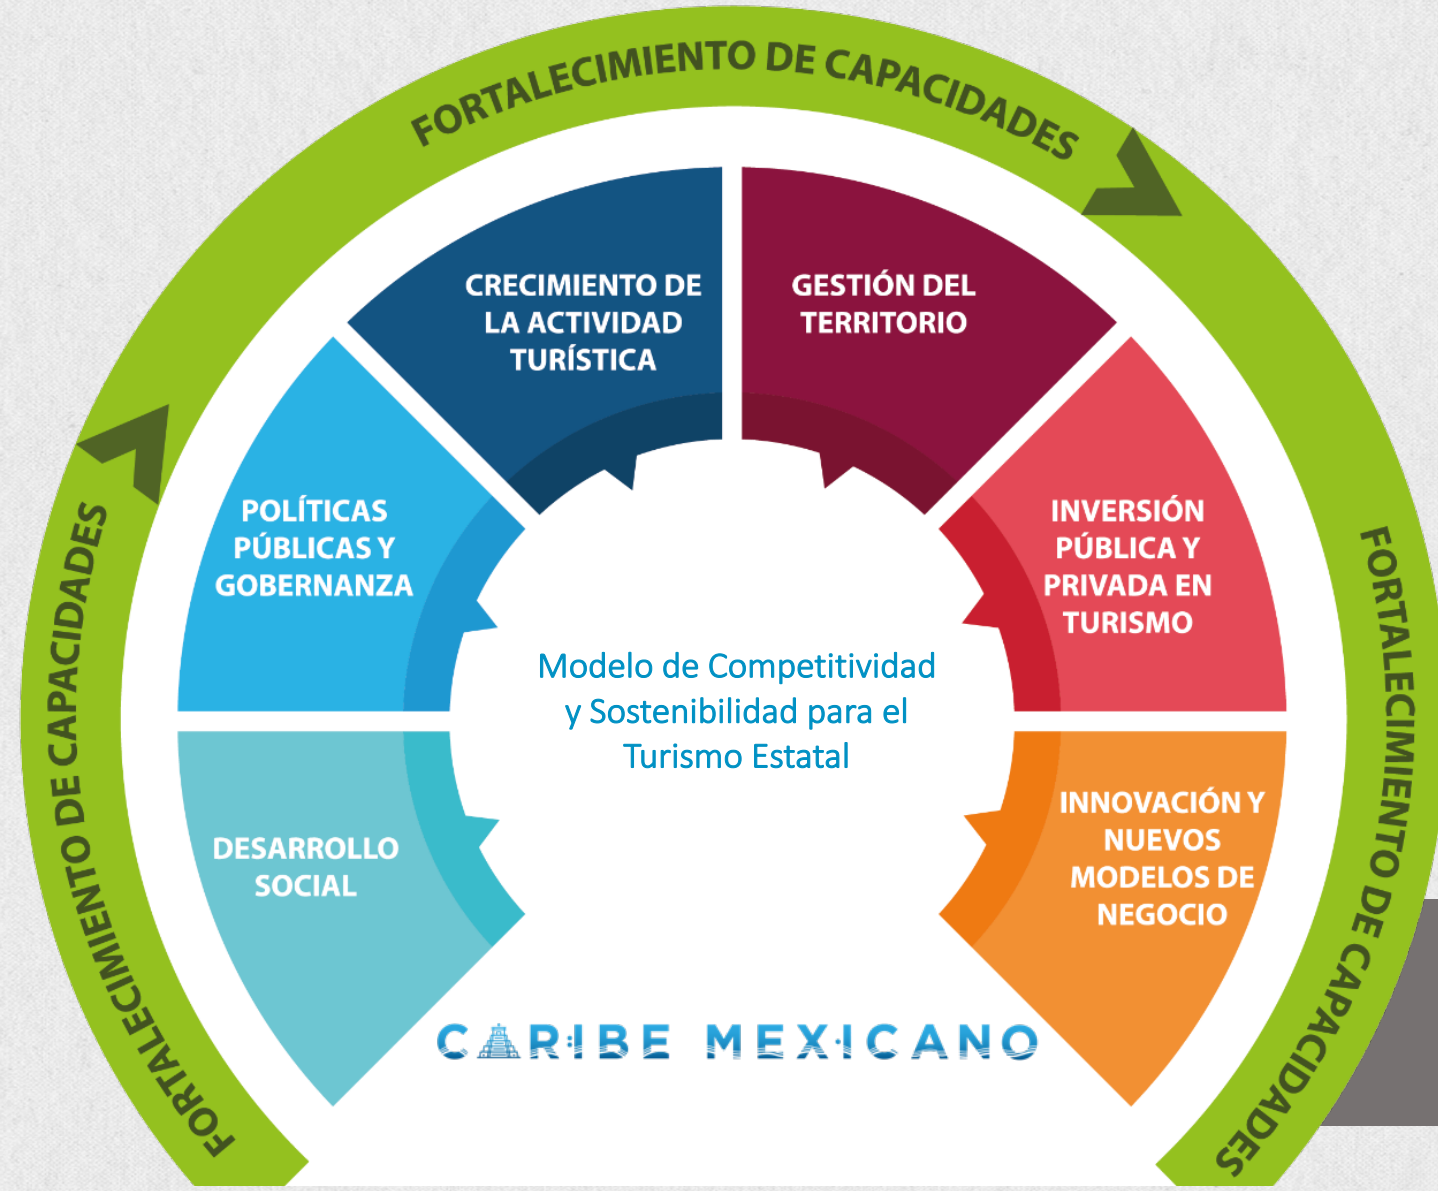 FORTALECIMIENTO DE CAPACIDADES
FORTALECIMIENTO DE CAPACIDADES
FORTALECIMIENTO DE CAPACIDADES
CRECIMIENTO DE
LA ACTIVIDAD
TURÍSTICA
GESTIÓN DEL
TERRITORIO
POLÍTICAS
PÚBLICAS Y
GOBERNANZA
INVERSIÓN
PÚBLICA Y
PRIVADA EN
TURISMO
Modelo de Competitividad
y Sostenibilidad para el
Turismo Estatal
DESARROLLO
SOCIAL
INNOVACIÓN Y
NUEVOS
MODELOS DE
NEGOCIO
CARIBE MEXICANO